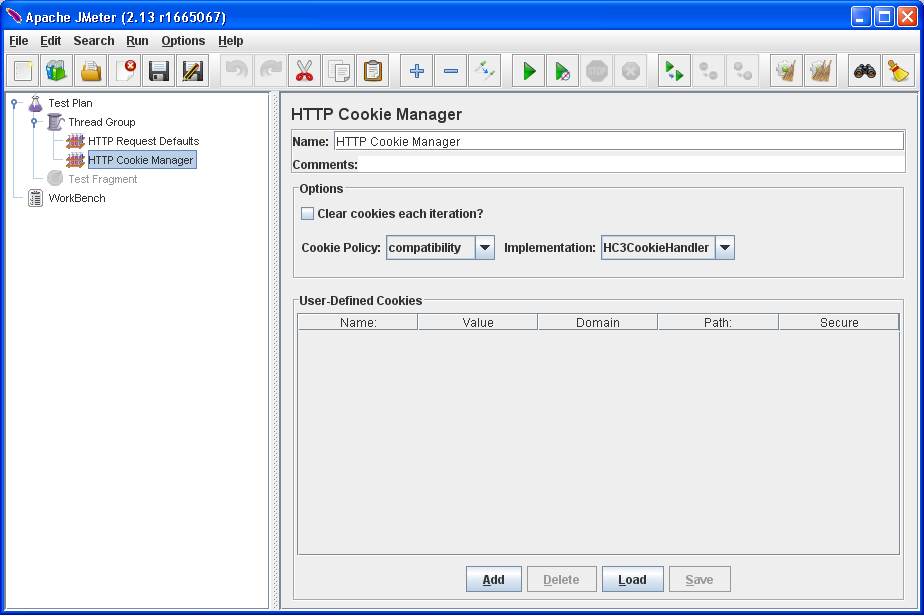 Apache JMeter (2.13 r1665067)
File Edit Search Run Options Help
STOP
Test Plan
Thread Group
HTTP Request Defaults
HTTP Cookie Manager
Test Fragment
WorkBench
HTTP Cookie Manager
Name: HTTP Cookie Manager
Comments:
Options
Clear cookies each iteration?
Cookie Policy: compatibility Implementation: HC3CookieHandler
User-Defined Cookies
Name: Value Domain Path: Secure
Add Delete Load Save